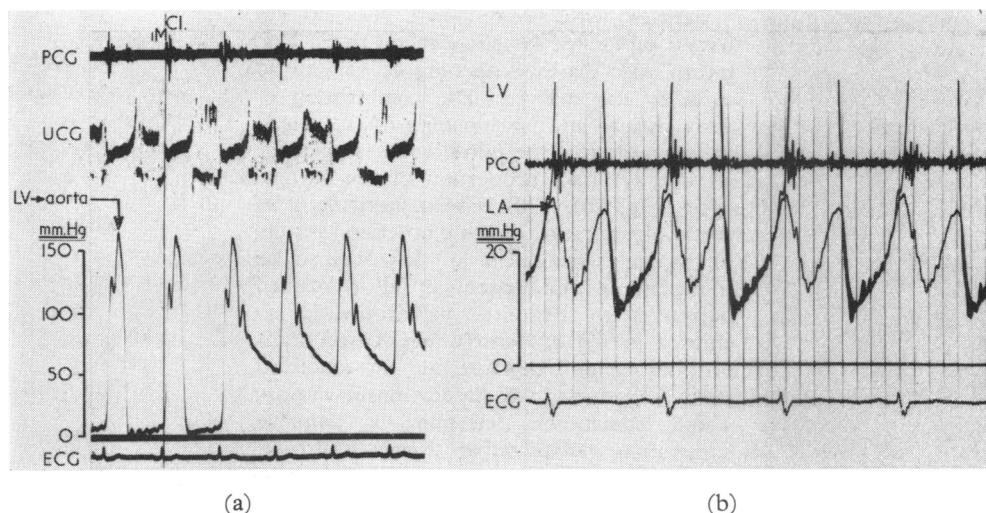 Cl.
M
PCG
UCG
LV→aorta
mm.Hg
150
100
50
0
ECG
(a)
LV
PCG
LA
mm.Hg
20
0
ECG
(b)